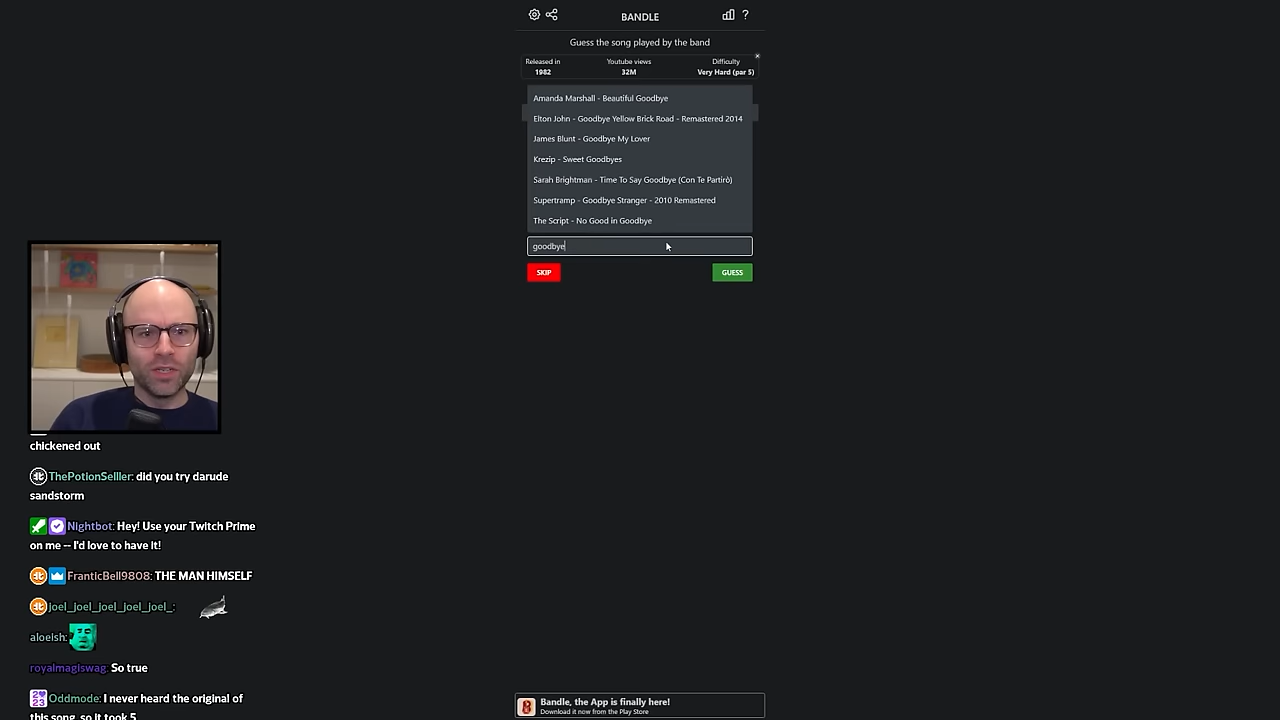 BANDLE
?
Guess the song played by the band
Released in
1982
Youtube views
32M
Difficulty
Very Hard (par 5)
Amanda Marshall - Beautiful Goodbye
Elton John - Goodbye Yellow Brick Road - Remastered 2014
James Blunt - Goodbye My Lover
Krezip - Sweet Goodbyes
Sarah Brightman - Time To Say Goodbye (Con Te Partirò)
Supertramp - Goodbye Stranger - 2010 Remastered
The Script - No Good in Goodbye
goodbye
SKIP
GUESS
chickened out
ThePotionSelller: did you try darude
sandstorm
Nightbot: Hey! Use your Twitch Prime
on me -- I'd love to have it!
FranticBell9808: THE MAN HIMSELF
joel_joel_joel_joel_joel_:
aloeish:
royalmagiswag: So true
Oddmode: I never heard the original of
this song, so it took 5
Bandle, the App is finally here!
Download it now from the Play Store